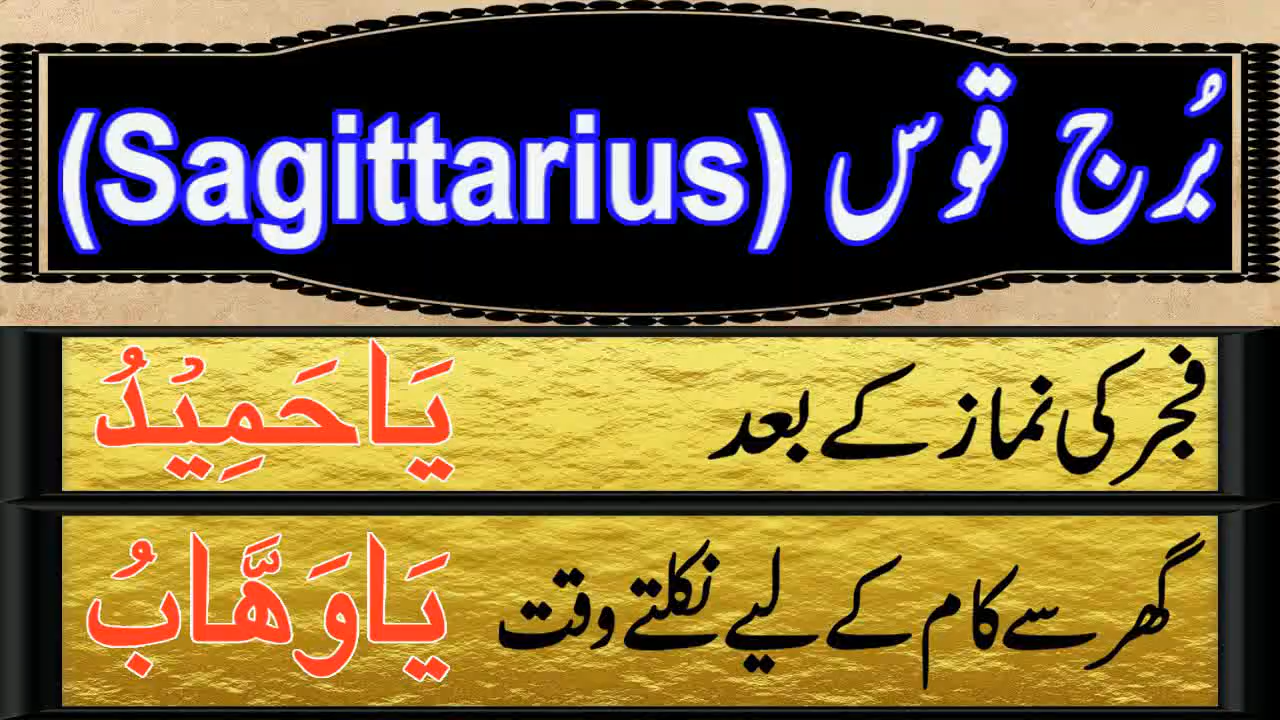 بُرج قوس (Sagittarius)
فجر کی نماز کے بعد یَاحَمِیْدُ
گھر سے کام کے لیے نکلتے وقت یَاوَھَّابُ